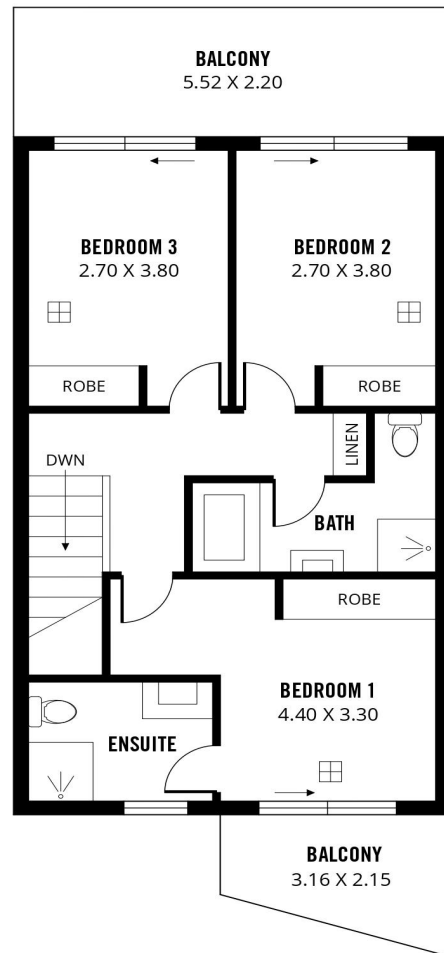 BALCONY
5.52 X 2.20
BEDROOM 3
2.70 X 3.80
BEDROOM 2
2.70 X 3.80
ROBE
ROBE
DWN
LINEN
BATH
ROBE
BEDROOM 1
4.40 X 3.30
ENSUITE
BALCONY
3.16 X 2.15